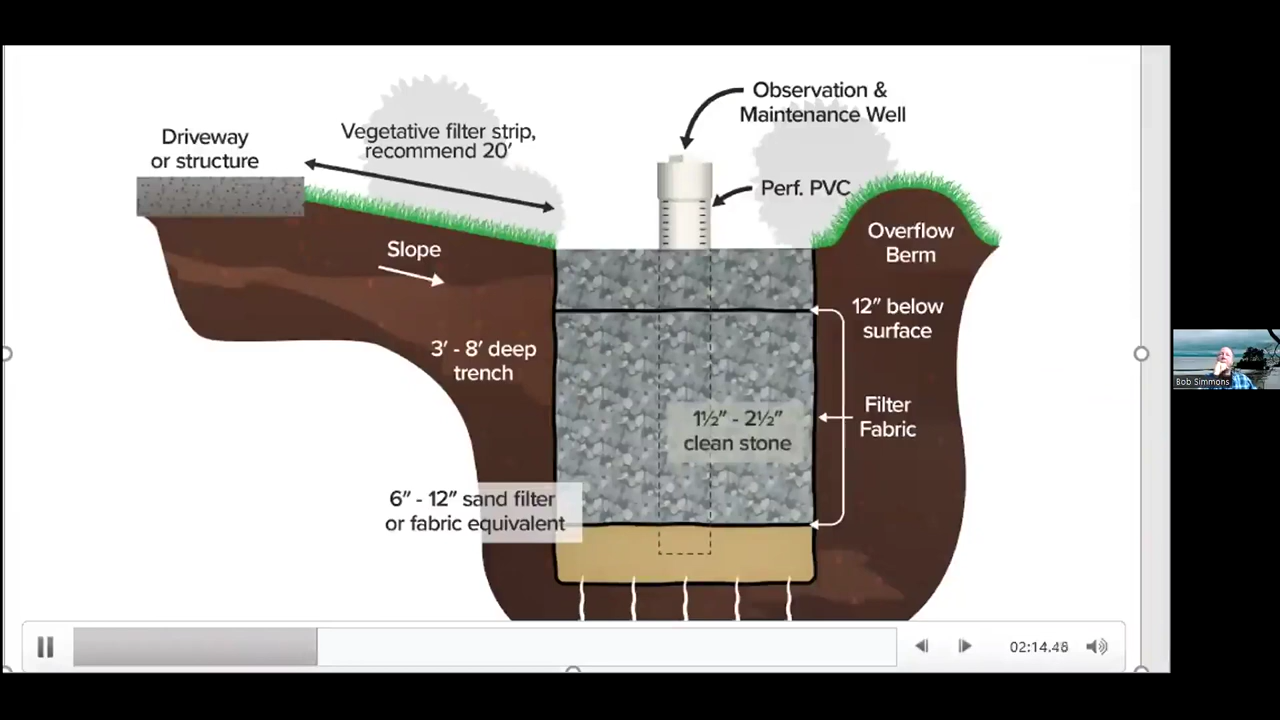 Observation &
Maintenance Well
Driveway
or structure
Vegetative filter strip,
recommend 20′
Perf. PVC
Slope
Overflow
Berm
12″ below
surface
3′ - 8′ deep
trench
Filter
Fabric
1½″ - 2½″
clean stone
6″ - 12″ sand filter
or fabric equivalent
Bob Simmons
02:14.48